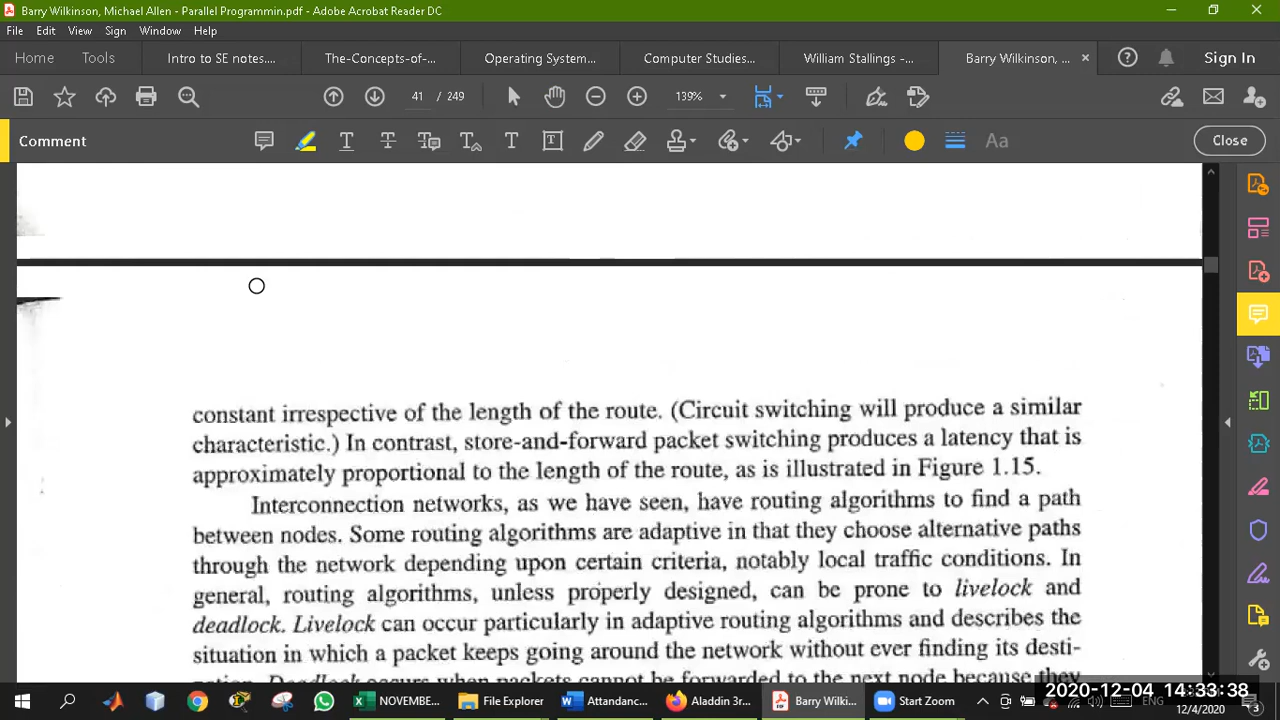 Barry Wilkinson, Michael Allen - Parallel Programmin.pdf - Adobe Acrobat Reader DC
File Edit View Sign Window Help
Home Tools Intro to SE notes.... The-Concepts-of-... Operating System... Computer Studies... William Stallings -... Barry Wilkinson, ... × Sign In
41 / 249 139%
Comment Aa Close
constant irrespective of the length of the route. (Circuit switching will produce a similar
characteristic.) In contrast, store-and-forward packet switching produces a latency that is
approximately proportional to the length of the route, as is illustrated in Figure 1.15.
Interconnection networks, as we have seen, have routing algorithms to find a path
between nodes. Some routing algorithms are adaptive in that they choose alternative paths
through the network depending upon certain criteria, notably local traffic conditions. In
general, routing algorithms, unless properly designed, can be prone to livelock and
deadlock. Livelock can occur particularly in adaptive routing algorithms and describes the
situation in which a packet keeps going around the network without ever finding its desti-
nation. Deadlock occurs when packets cannot be forwarded to the next node because they
NOVEMBE... File Explorer Attandanc... Aladdin 3r... Barry Wilki... Start Zoom ENG
2020-12-04 14:33:38
12/4/2020 3